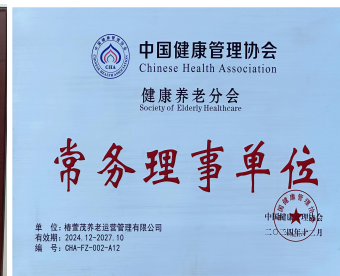 中国健康管理协会
Chinese Health Association
CHA
健康养老分会
Society of Elderly Healthcare
常务理事单位
单 位：椿萱茂养老运营管理有限公司
有效期：2024.12-2027.10
编 号：CHA-FZ-002-A12
中国健康管理协会
二〇二四年十二月